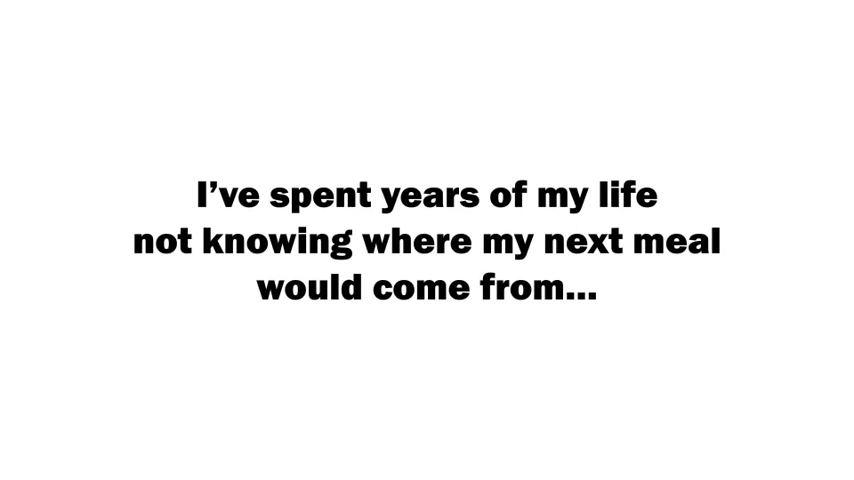 I’ve spent years of my life
not knowing where my next meal
would come from...